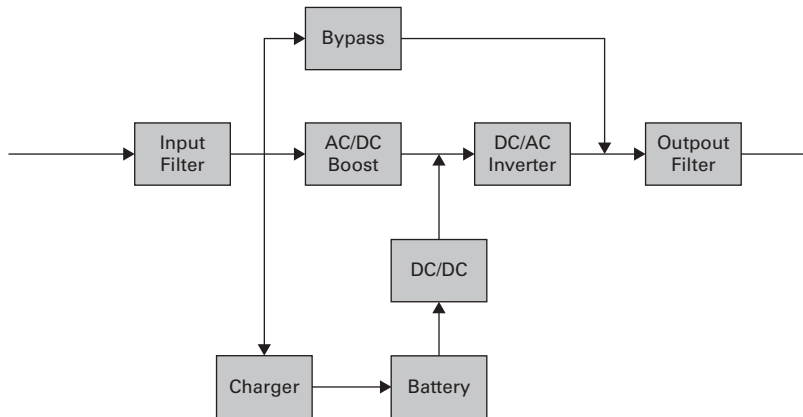 Bypass
Input
Filter
AC/DC
Boost
DC/AC
Inverter
Outpout
Filter
DC/DC
Charger
Battery